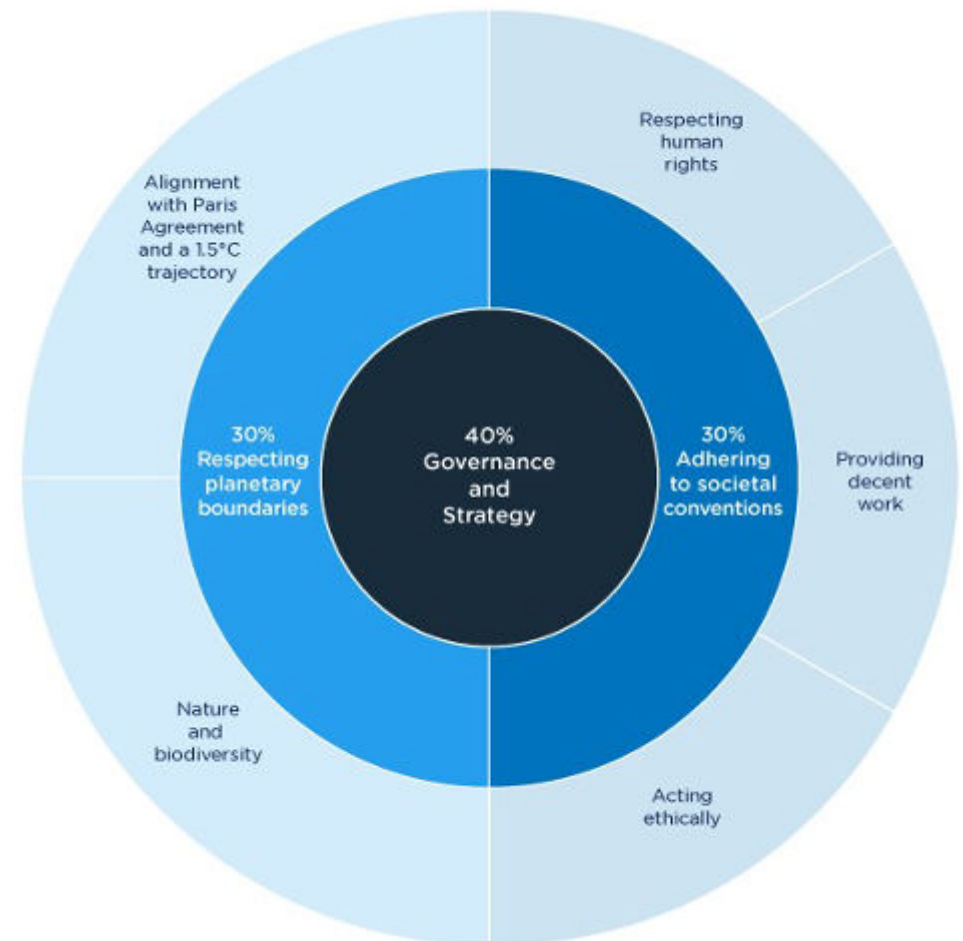 Respecting
human
rights
Alignment
with Paris
Agreement
and a 1.5°C
trajectory
30%
Respecting
planetary
boundaries
40%
Governance
and
Strategy
30%
Adhering
to societal
conventions
Providing
decent
work
Nature
and
biodiversity
Acting
ethically